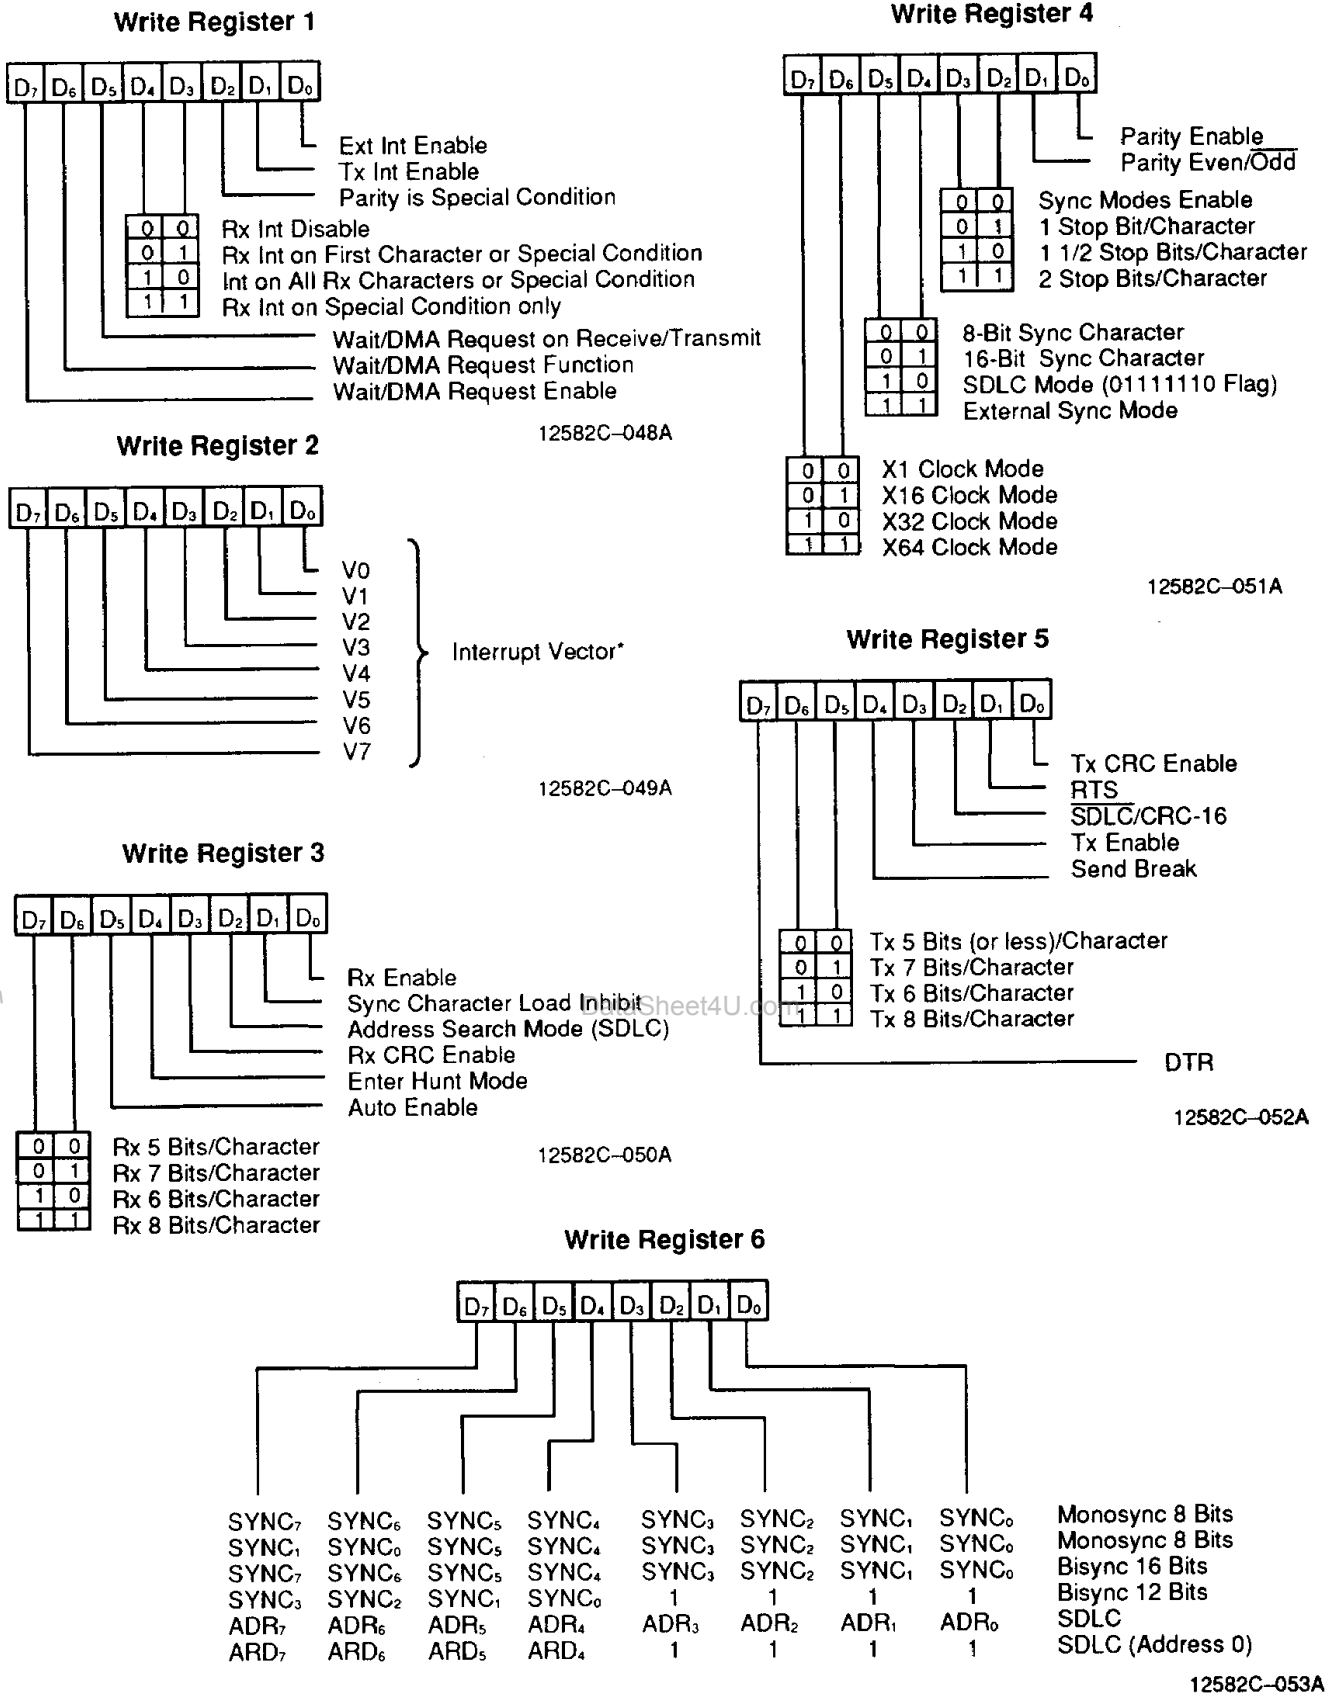 Write Register 1
D₇ D₆ D₅ D₄ D₃ D₂ D₁ D₀
Ext Int Enable
Tx Int Enable
Parity is Special Condition
0 0 Rx Int Disable
0 1 Rx Int on First Character or Special Condition
1 0 Int on All Rx Characters or Special Condition
1 1 Rx Int on Special Condition only
Wait/DMA Request on Receive/Transmit
Wait/DMA Request Function
Wait/DMA Request Enable
12582C–048A
Write Register 2
D₇ D₆ D₅ D₄ D₃ D₂ D₁ D₀
V0
V1
V2
V3
V4
V5
V6
V7
Interrupt Vector*
12582C–049A
Write Register 3
D₇ D₆ D₅ D₄ D₃ D₂ D₁ D₀
Rx Enable
Sync Character Load Inhibit
Address Search Mode (SDLC)
Rx CRC Enable
Enter Hunt Mode
Auto Enable
0 0 Rx 5 Bits/Character
0 1 Rx 7 Bits/Character
1 0 Rx 6 Bits/Character
1 1 Rx 8 Bits/Character
12582C–050A
Write Register 4
D₇ D₆ D₅ D₄ D₃ D₂ D₁ D₀
Parity Enable
Parity Even/O̅d̅d̅
0 0 Sync Modes Enable
0 1 1 Stop Bit/Character
1 0 1 1/2 Stop Bits/Character
1 1 2 Stop Bits/Character
0 0 8-Bit Sync Character
0 1 16-Bit Sync Character
1 0 SDLC Mode (01111110 Flag)
1 1 External Sync Mode
0 0 X1 Clock Mode
0 1 X16 Clock Mode
1 0 X32 Clock Mode
1 1 X64 Clock Mode
12582C–051A
Write Register 5
D₇ D₆ D₅ D₄ D₃ D₂ D₁ D₀
Tx CRC Enable
RTS
S̅D̅L̅C̅/CRC-16
Tx Enable
Send Break
0 0 Tx 5 Bits (or less)/Character
0 1 Tx 7 Bits/Character
1 0 Tx 6 Bits/Character
1 1 Tx 8 Bits/Character
DTR
12582C–052A
DataSheet4U.com
Write Register 6
D₇ D₆ D₅ D₄ D₃ D₂ D₁ D₀
SYNC₇ SYNC₆ SYNC₅ SYNC₄ SYNC₃ SYNC₂ SYNC₁ SYNC₀ Monosync 8 Bits
SYNC₁ SYNC₀ SYNC₅ SYNC₄ SYNC₃ SYNC₂ SYNC₁ SYNC₀ Monosync 8 Bits
SYNC₇ SYNC₆ SYNC₅ SYNC₄ SYNC₃ SYNC₂ SYNC₁ SYNC₀ Bisync 16 Bits
SYNC₃ SYNC₂ SYNC₁ SYNC₀ 1 1 1 1 Bisync 12 Bits
ADR₇ ADR₆ ADR₅ ADR₄ ADR₃ ADR₂ ADR₁ ADR₀ SDLC
ARD₇ ARD₆ ARD₅ ARD₄ 1 1 1 1 SDLC (Address 0)
12582C–053A